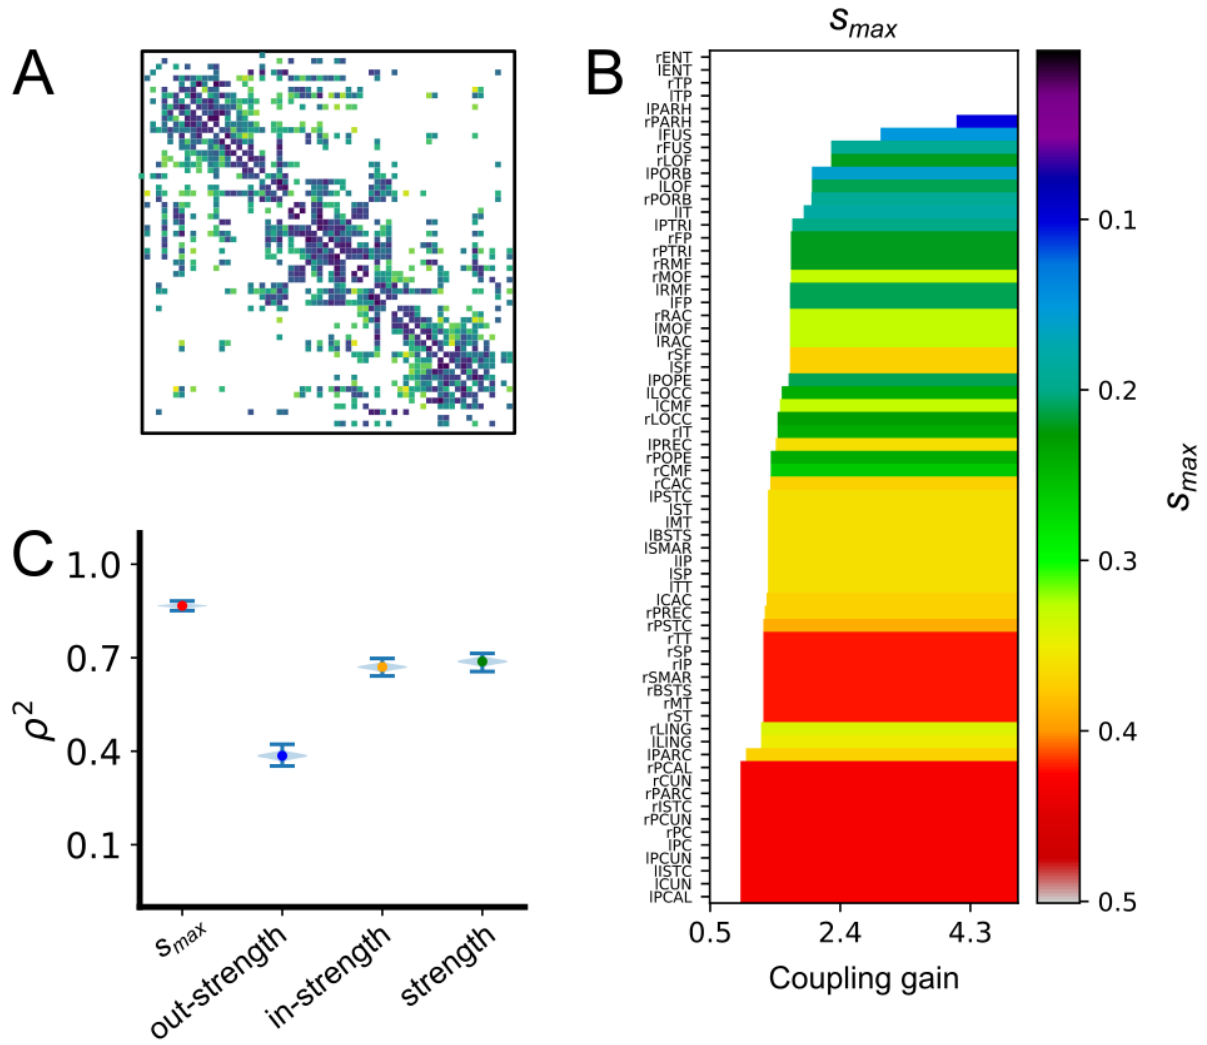 A
B
s_max
rENT
lENT
rTP
lTP
lPARH
rPARH
lFUS
rFUS
rLOF
lPORB
lLOF
rPORB
lIT
lPTRI
rFP
rPTRI
rRMF
rMOF
lRMF
lFP
rRAC
lMOF
lRAC
rSF
lSF
lPOPE
lLOCC
lCMF
rLOCC
rIT
lPREC
rPOPE
rCMF
rCAC
lPSTC
lST
lMT
lBSTS
lSMAR
lIP
lSP
lTT
lCAC
rPREC
rPSTC
rTT
rSP
rIP
rSMAR
rBSTS
rMT
rST
rLING
lLING
lPARC
rPCAL
rCUN
rPARC
rISTC
rPCUN
rPC
lPC
lPCUN
lISTC
lCUN
lPCAL
0.5 2.4 4.3
Coupling gain
0.1
0.2
0.3
0.4
0.5
s_max
C
1.0
0.7
0.4
0.1
ρ²
s_max
out-strength
in-strength
strength